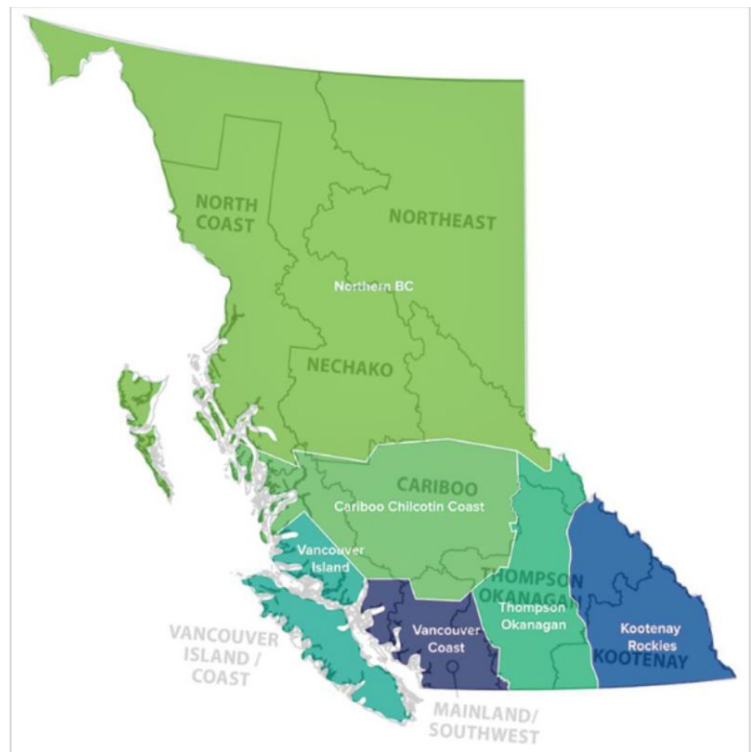 NORTH
COAST
NORTHEAST
Northern BC
NECHAKO
CARIBOO
Cariboo Chilcotin Coast
Vancouver
Island
THOMPSON
OKANAGAN
Thompson
Okanagan
Vancouver
Coast
Kootenay
Rockies
KOOTENAY
VANCOUVER
ISLAND /
COAST
MAINLAND/
SOUTHWEST